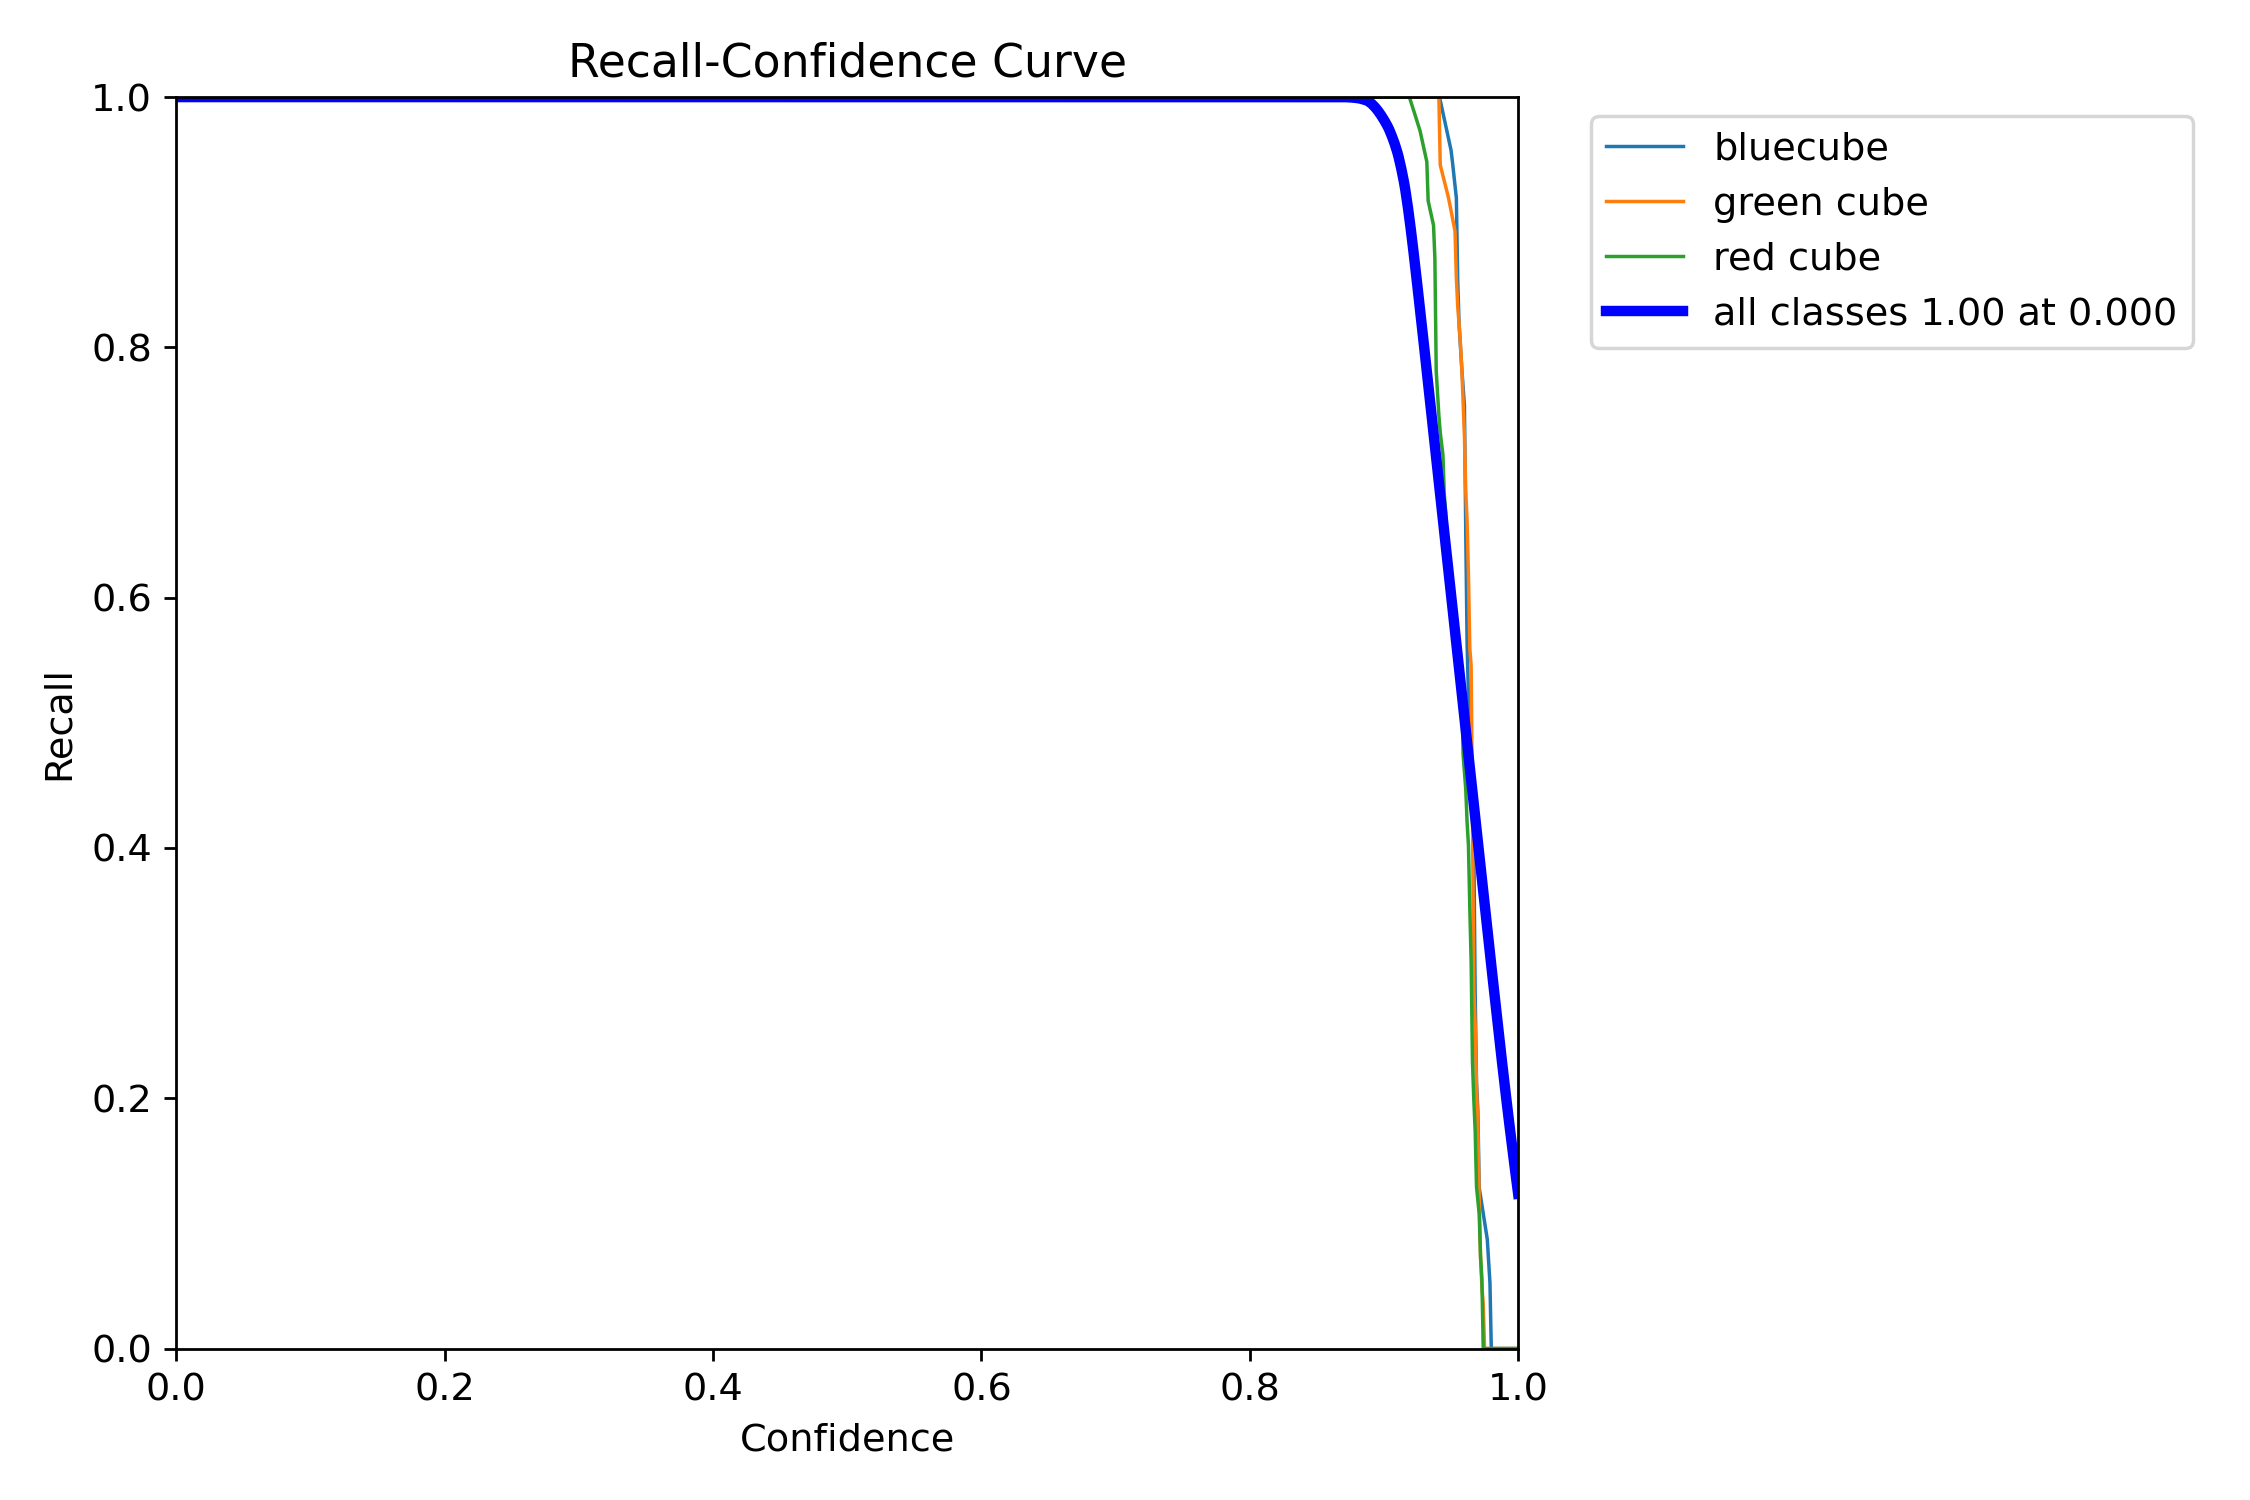 Recall-Confidence Curve
1.0
0.8
0.6
0.4
0.2
0.0
Recall
0.0 0.2 0.4 0.6 0.8 1.0
Confidence
bluecube
green cube
red cube
all classes 1.00 at 0.000